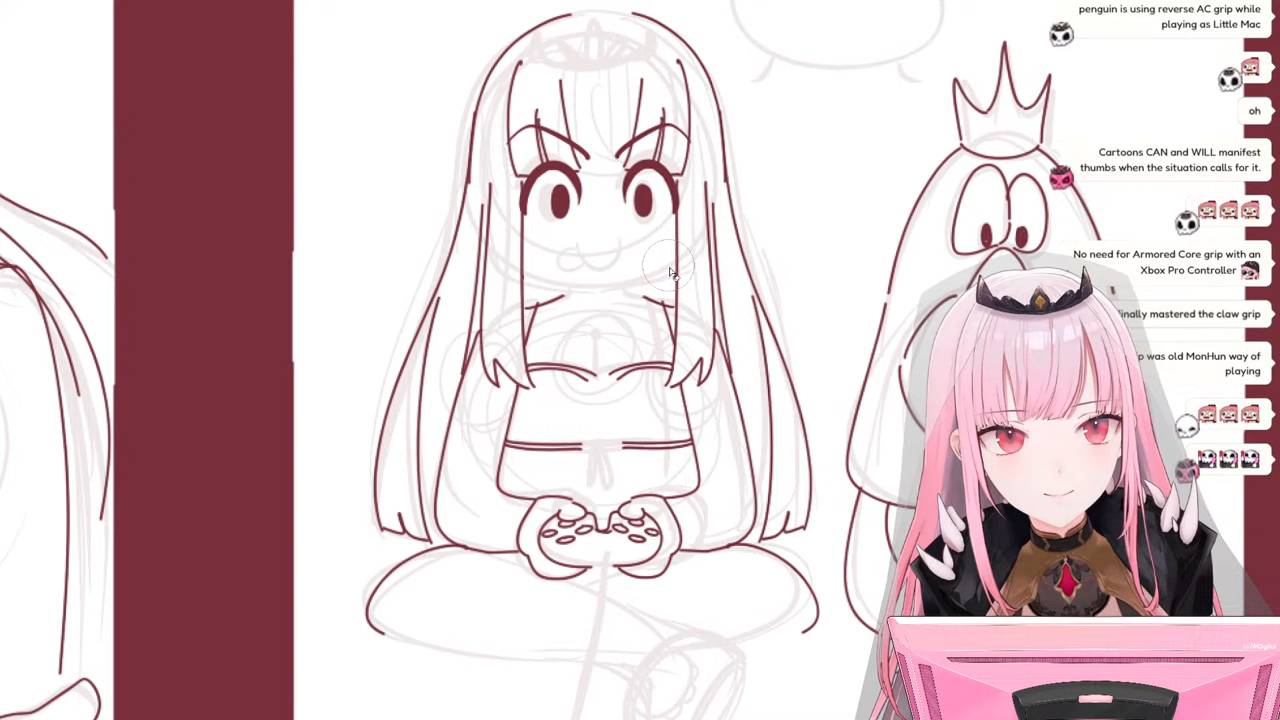 penguin is using reverse AC grip while
playing as Little Mac
oh
Cartoons CAN and WILL manifest
thumbs when the situation calls for it.
No need for Armored Core grip with an
Xbox Pro Controller
finally mastered the claw grip
was old MonHun way of
playing